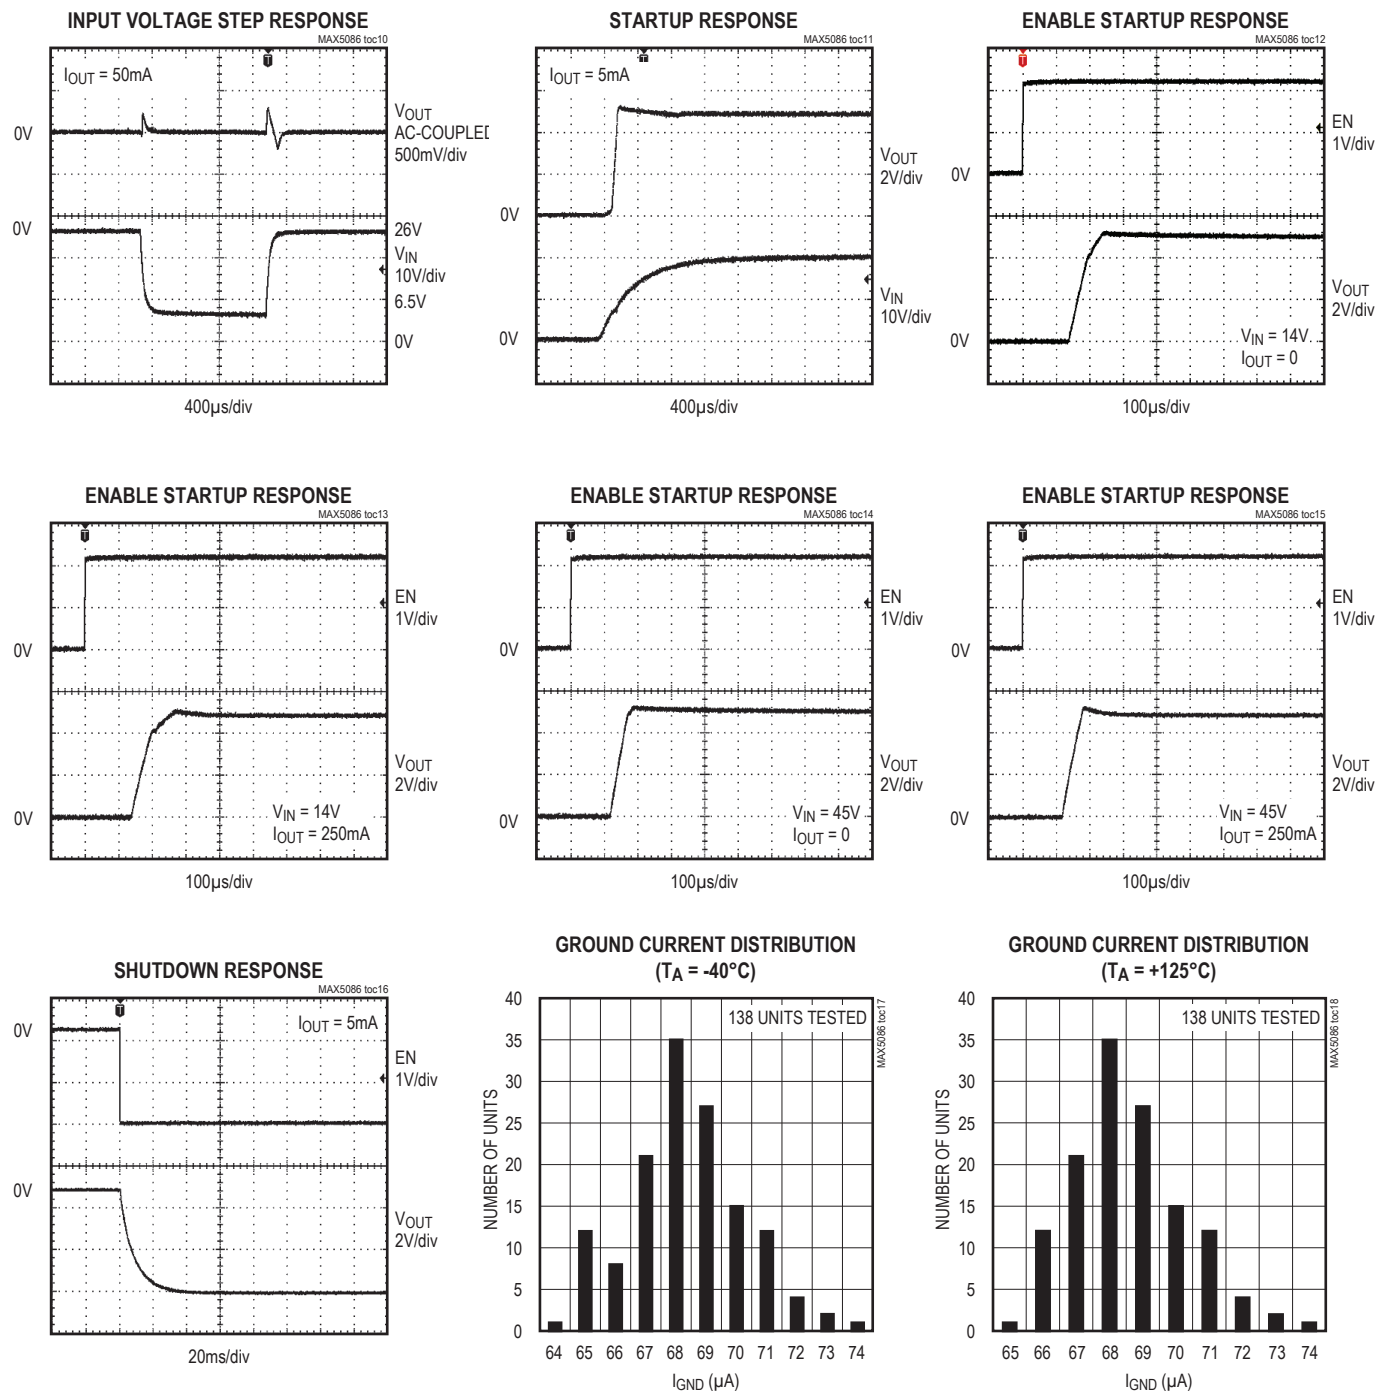 INPUT VOLTAGE STEP RESPONSE
MAX5086 toc10
T
IOUT = 50mA
0V
VOUT
AC-COUPLED
500mV/div
0V
26V
VIN
10V/div
6.5V
0V
400µs/div
STARTUP RESPONSE
MAX5086 toc11
T
IOUT = 5mA
VOUT
2V/div
0V
VIN
10V/div
0V
400µs/div
ENABLE STARTUP RESPONSE
MAX5086 toc12
T
EN
1V/div
0V
VOUT
2V/div
0V
VIN = 14V
IOUT = 0
100µs/div
ENABLE STARTUP RESPONSE
MAX5086 toc13
T
EN
1V/div
0V
VOUT
2V/div
0V
VIN = 14V
IOUT = 250mA
100µs/div
ENABLE STARTUP RESPONSE
MAX5086 toc14
T
EN
1V/div
0V
VOUT
2V/div
0V
VIN = 45V
IOUT = 0
100µs/div
ENABLE STARTUP RESPONSE
MAX5086 toc15
T
EN
1V/div
0V
VOUT
2V/div
0V
VIN = 45V
IOUT = 250mA
100µs/div
SHUTDOWN RESPONSE
MAX5086 toc16
T
IOUT = 5mA
0V
EN
1V/div
0V
VOUT
2V/div
20ms/div
GROUND CURRENT DISTRIBUTION
(TA = -40°C)
MAX5086 toc17
138 UNITS TESTED
NUMBER OF UNITS
40
35
30
25
20
15
10
5
0
64 65 66 67 68 69 70 71 72 73 74
IGND (µA)
GROUND CURRENT DISTRIBUTION
(TA = +125°C)
MAX5086 toc18
138 UNITS TESTED
NUMBER OF UNITS
40
35
30
25
20
15
10
5
0
65 66 67 68 69 70 71 72 73 74
IGND (µA)